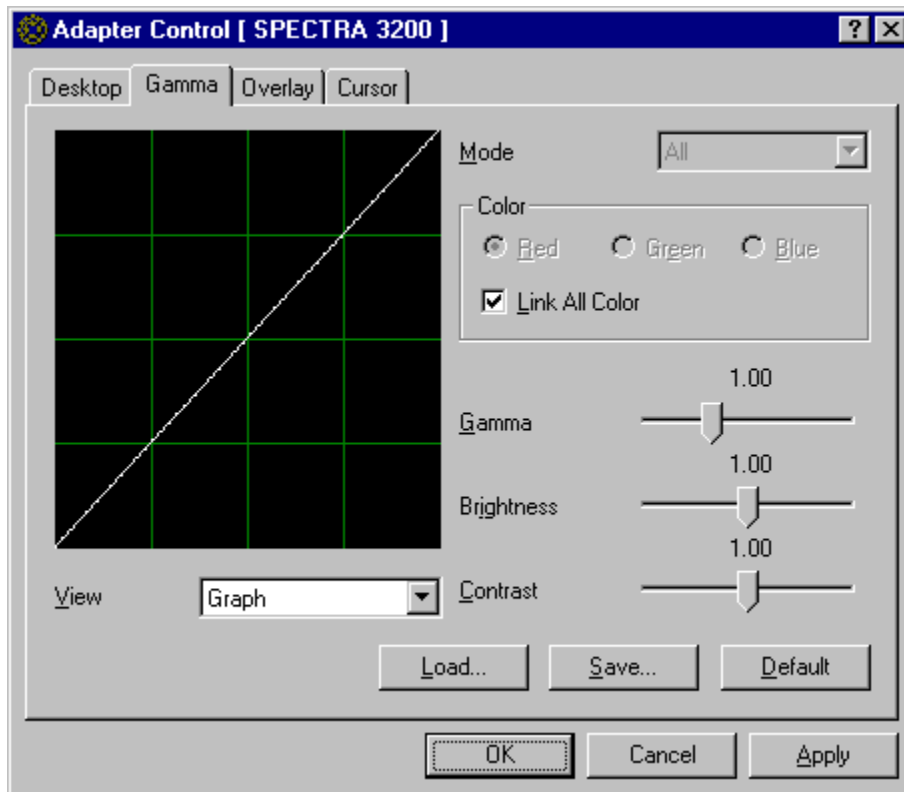 Adapter Control [ SPECTRA 3200 ]
Desktop Gamma Overlay Cursor
Mode All
Color
Red Green Blue
Link All Color
1.00
Gamma
1.00
Brightness
1.00
Contrast
View Graph
Load... Save... Default
OK Cancel Apply